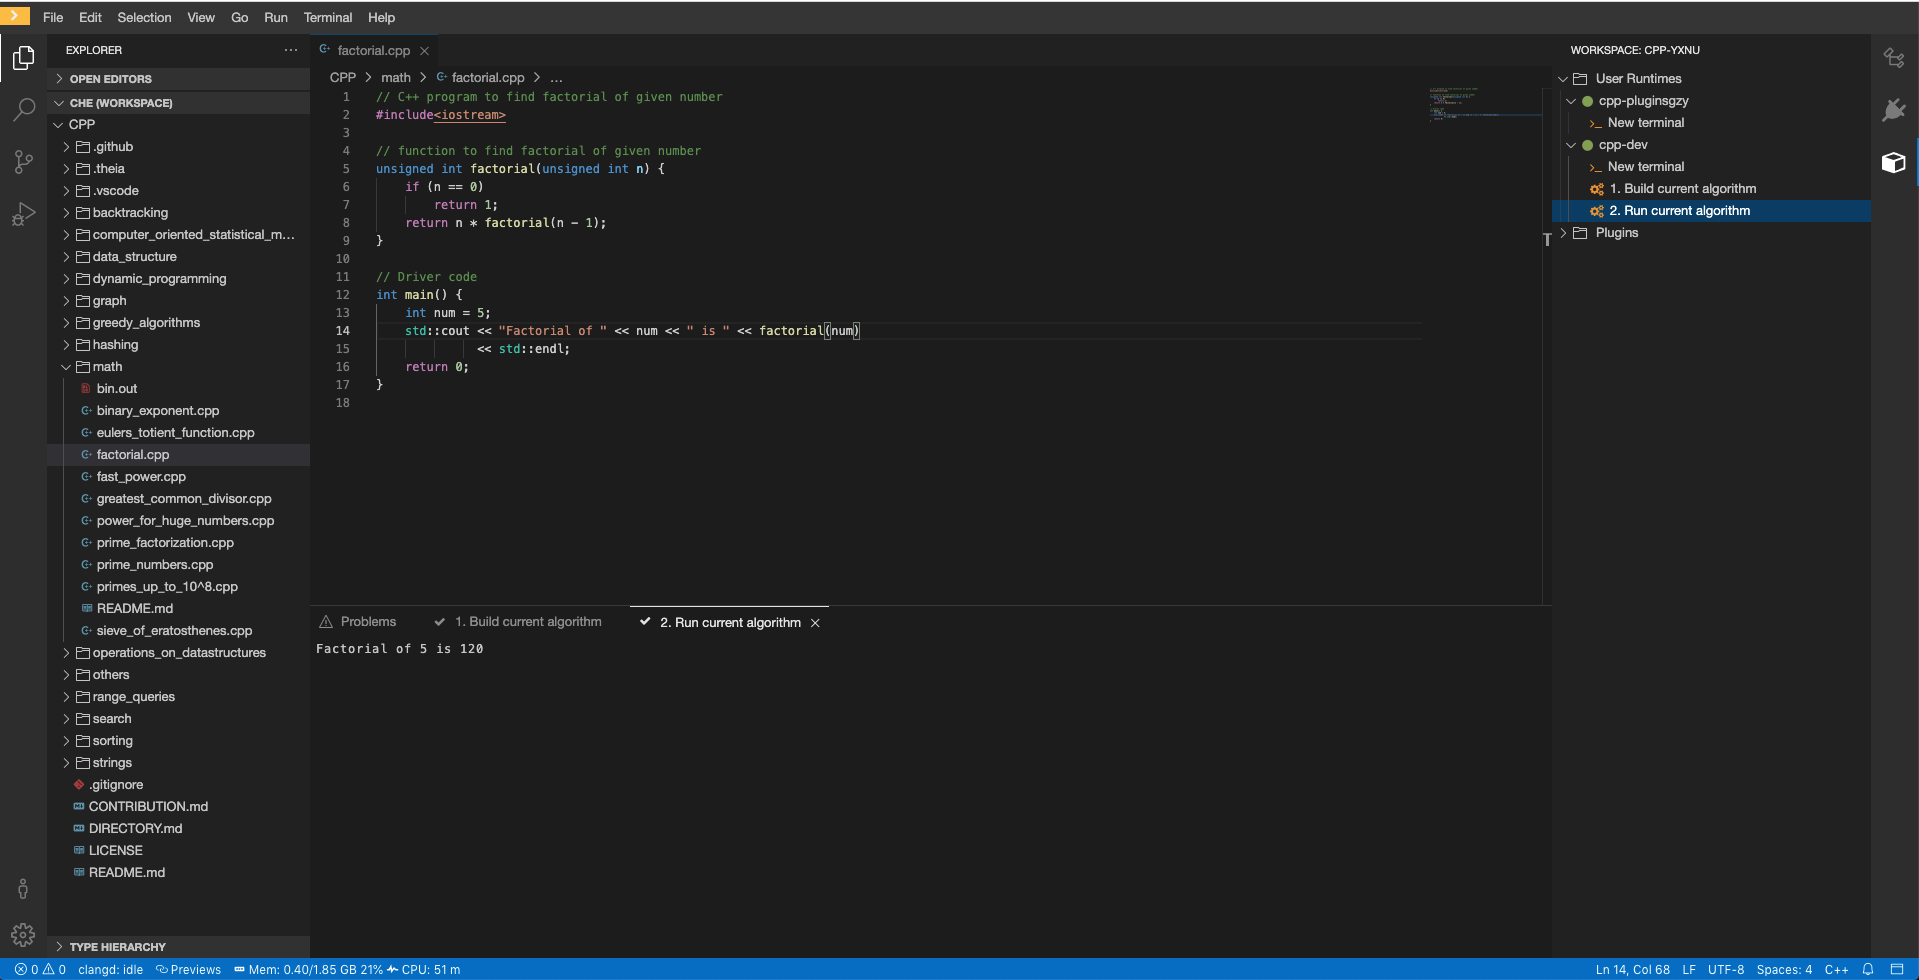 File Edit Selection View Go Run Terminal Help
EXPLORER
OPEN EDITORS
CHE (WORKSPACE)
CPP
.github
.theia
.vscode
backtracking
computer_oriented_statistical_m...
data_structure
dynamic_programming
graph
greedy_algorithms
hashing
math
bin.out
binary_exponent.cpp
eulers_totient_function.cpp
factorial.cpp
fast_power.cpp
greatest_common_divisor.cpp
power_for_huge_numbers.cpp
prime_factorization.cpp
prime_numbers.cpp
primes_up_to_10^8.cpp
README.md
sieve_of_eratosthenes.cpp
operations_on_datastructures
others
range_queries
search
sorting
strings
.gitignore
CONTRIBUTION.md
DIRECTORY.md
LICENSE
README.md
TYPE HIERARCHY
factorial.cpp
CPP > math > factorial.cpp > ...
1 // C++ program to find factorial of given number
2 #include<iostream>
3
4 // function to find factorial of given number
5 unsigned int factorial(unsigned int n) {
6 if (n == 0)
7 return 1;
8 return n * factorial(n - 1);
9 }
10
11 // Driver code
12 int main() {
13 int num = 5;
14 std::cout << "Factorial of " << num << " is " << factorial(num)
15 << std::endl;
16 return 0;
17 }
18
Problems 1. Build current algorithm 2. Run current algorithm
Factorial of 5 is 120
WORKSPACE: CPP-YXNU
User Runtimes
cpp-pluginsgzy
New terminal
cpp-dev
New terminal
1. Build current algorithm
2. Run current algorithm
Plugins
0 0 clangd: idle Previews Mem: 0.40/1.85 GB 21% CPU: 51 m Ln 14, Col 68 LF UTF-8 Spaces: 4 C++